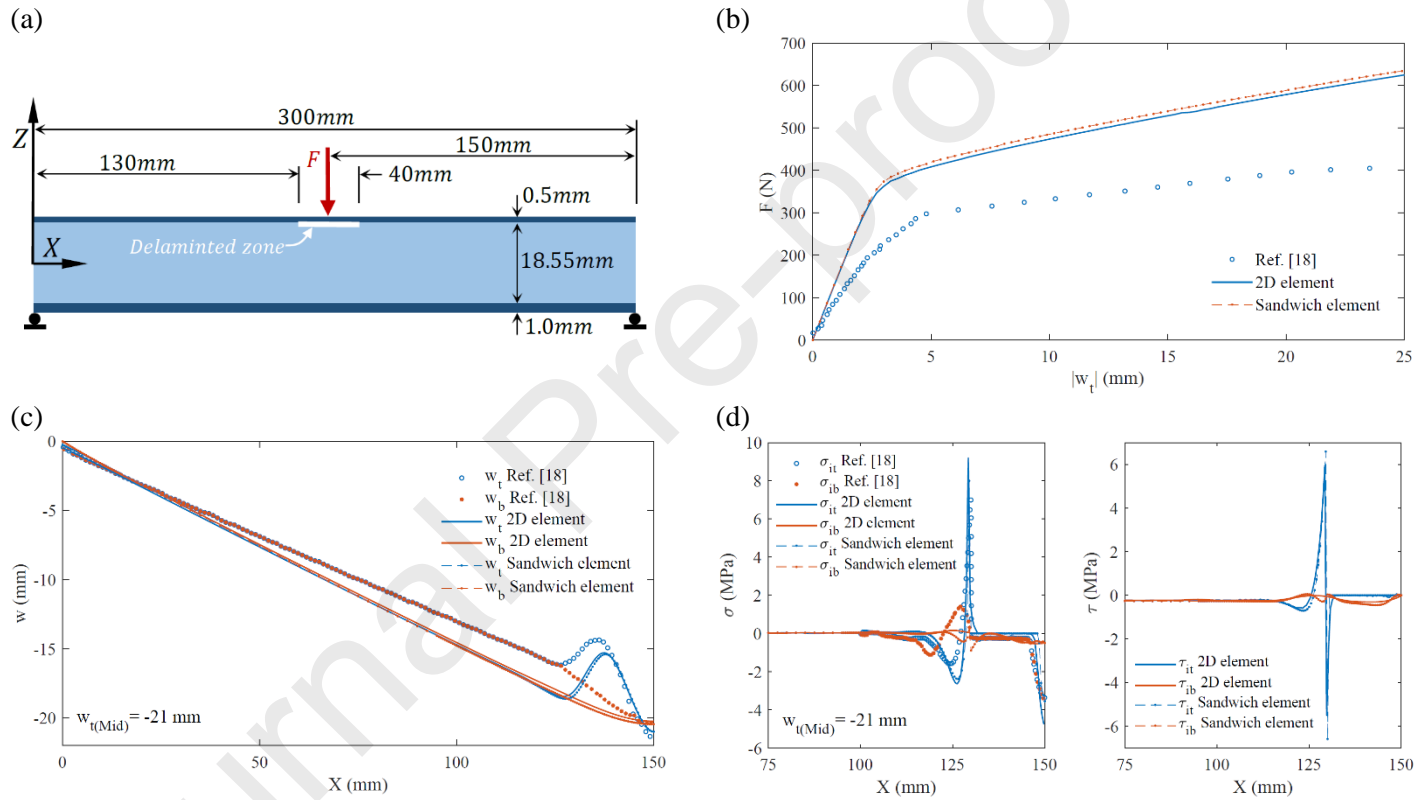 (a)
300mm
Z
150mm
130mm
F
40mm
0.5mm
Delaminted zone
X
18.55mm
1.0mm
(b)
700
600
500
400
300
200
100
0
F (N)
Ref. [18]
2D element
Sandwich element
0 5 10 15 20 25
|w_t| (mm)
(c)
0
-5
-10
-15
-20
w (mm)
w_t Ref. [18]
w_b Ref. [18]
w_t 2D element
w_b 2D element
w_t Sandwich element
w_b Sandwich element
w_t(Mid) = -21 mm
0 50 100 150
X (mm)
(d)
10
8
6
4
2
0
-2
-4
-6
σ (MPa)
σ_it Ref. [18]
σ_ib Ref. [18]
σ_it 2D element
σ_ib 2D element
σ_it Sandwich element
σ_ib Sandwich element
w_t(Mid) = -21 mm
75 100 125 150
X (mm)
6
4
2
0
-2
-4
-6
τ (MPa)
τ_it 2D element
τ_ib 2D element
τ_it Sandwich element
τ_ib Sandwich element
75 100 125 150
X (mm)
urnal Pre-proo